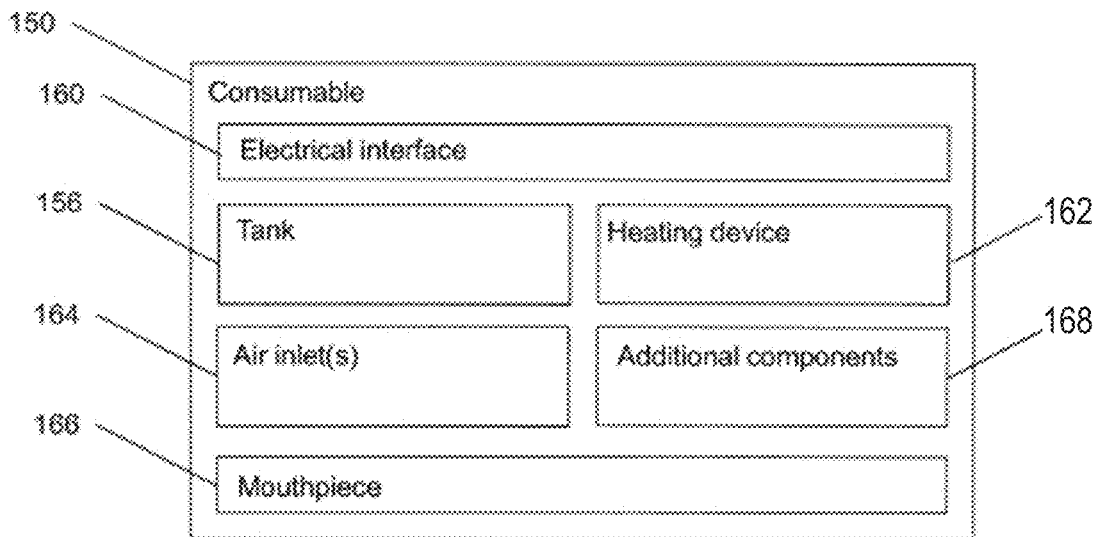 150
Consumable
160
Electrical interface
156
Tank
Heating device
162
164
Air inlet(s)
Additional components
168
166
Mouthpiece